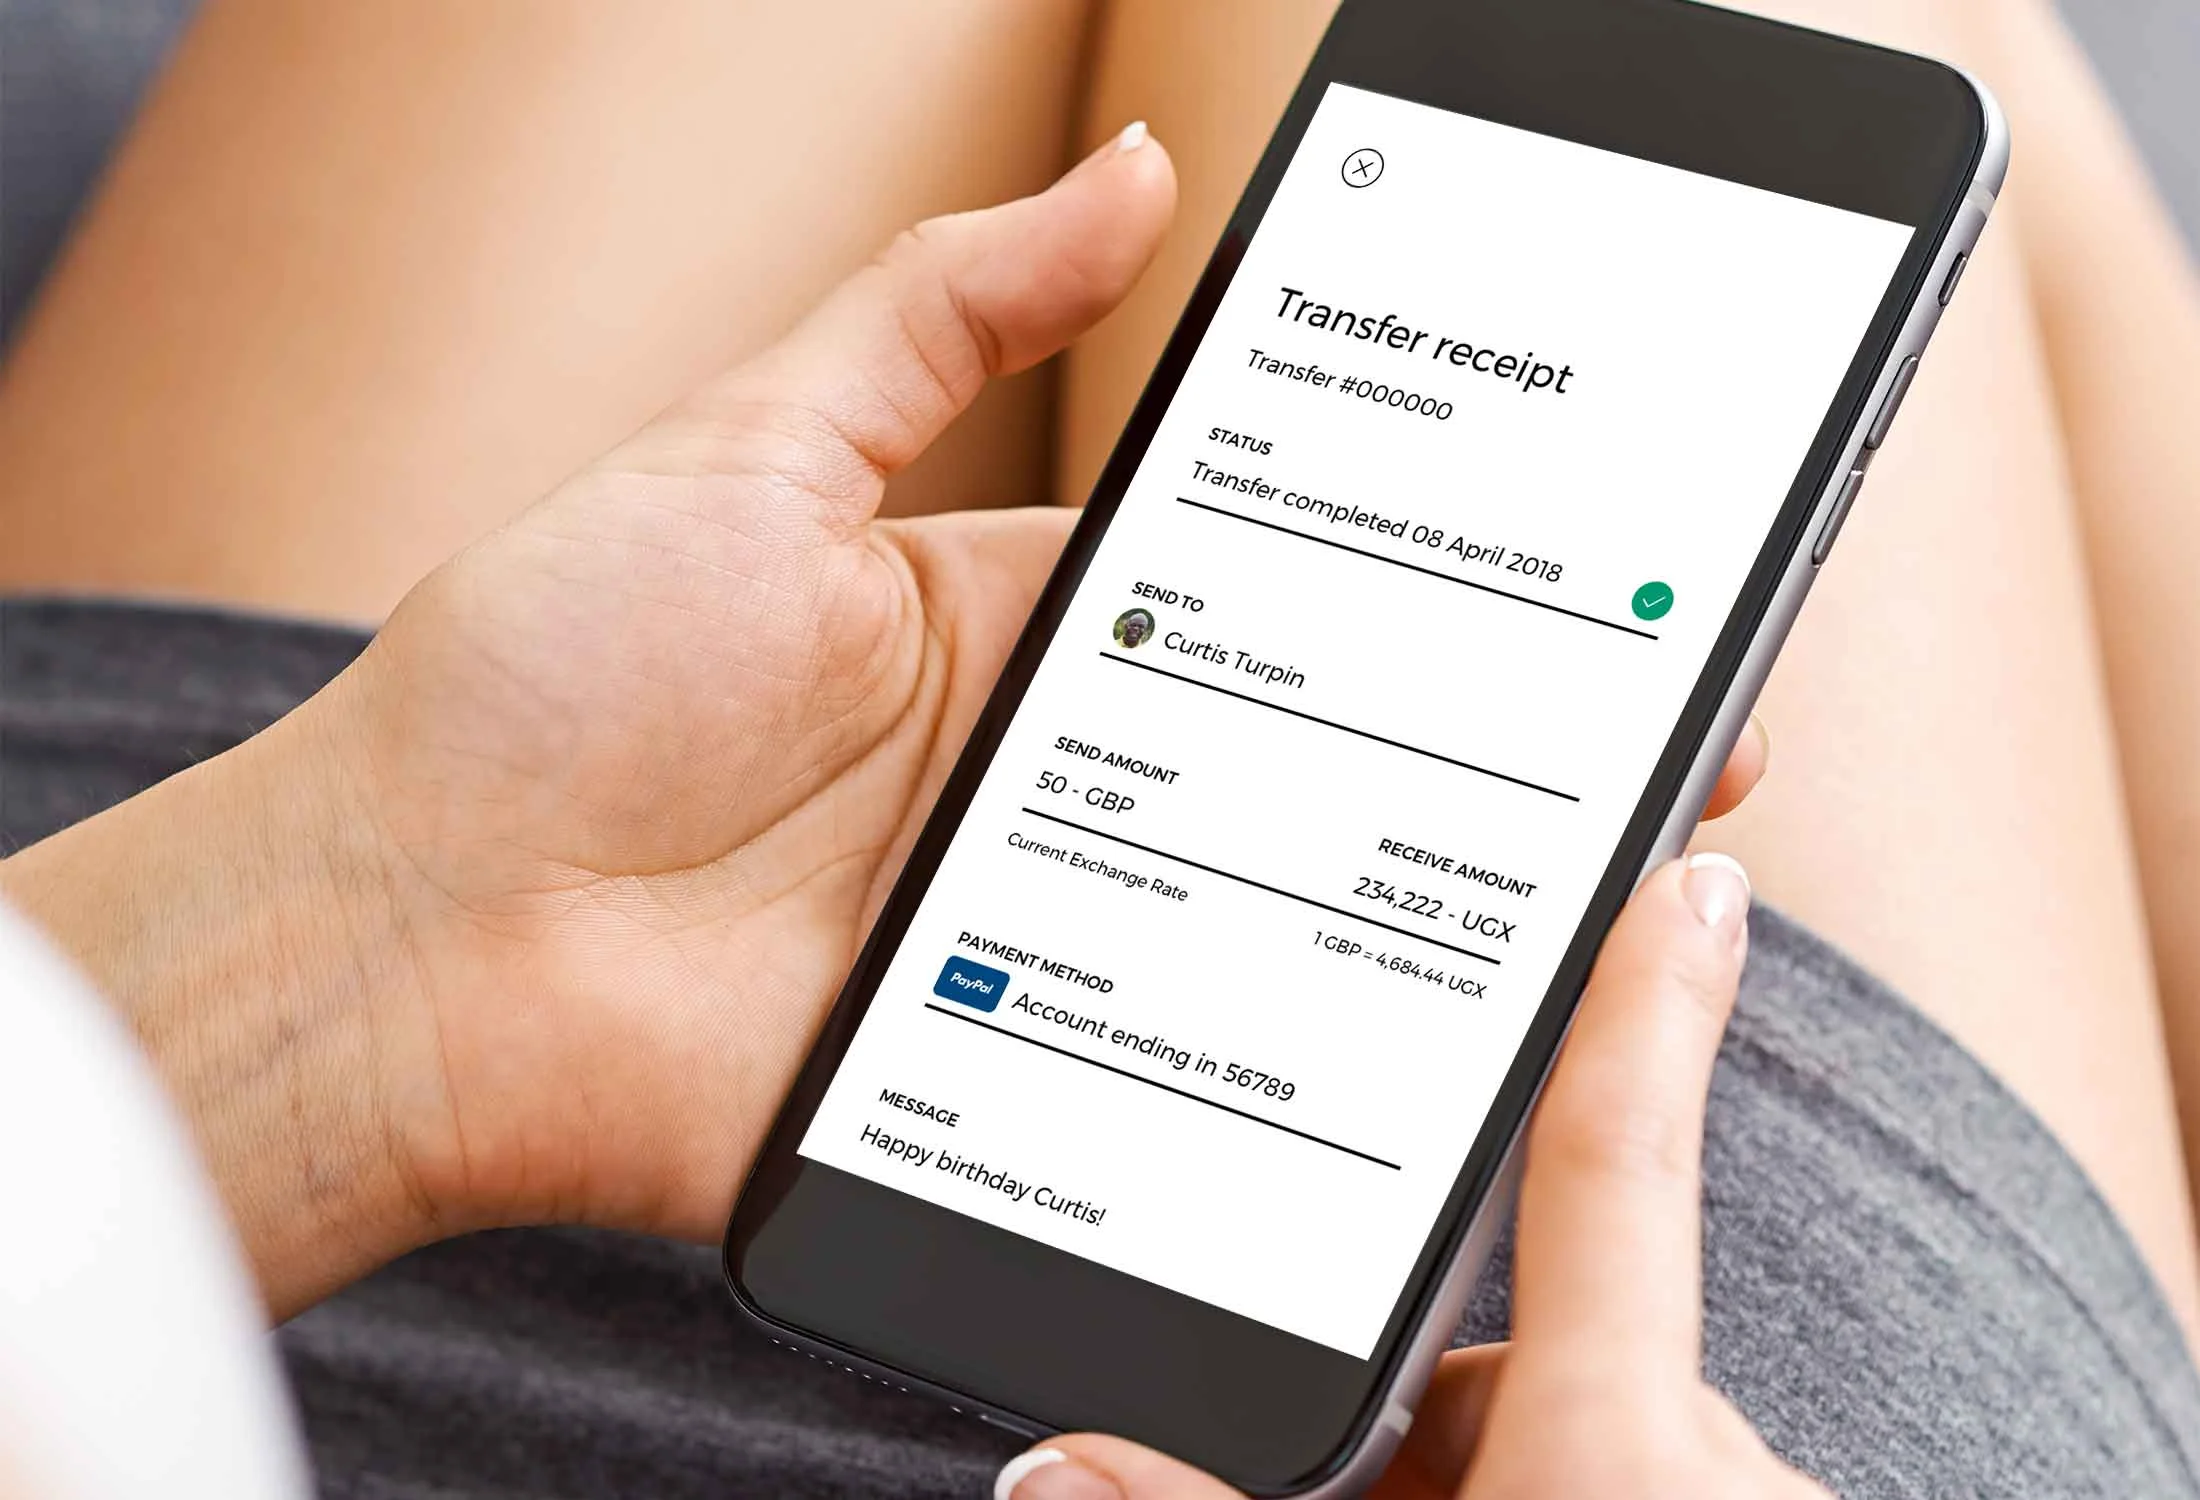 Transfer receipt
Transfer #000000
STATUS
Transfer completed 08 April 2018
SEND TO
Curtis Turpin
SEND AMOUNT
50 - GBP
RECEIVE AMOUNT
234,222 - UGX
Current Exchange Rate
1 GBP = 4,684.44 UGX
PAYMENT METHOD
PayPal Account ending in 56789
MESSAGE
Happy birthday Curtis!